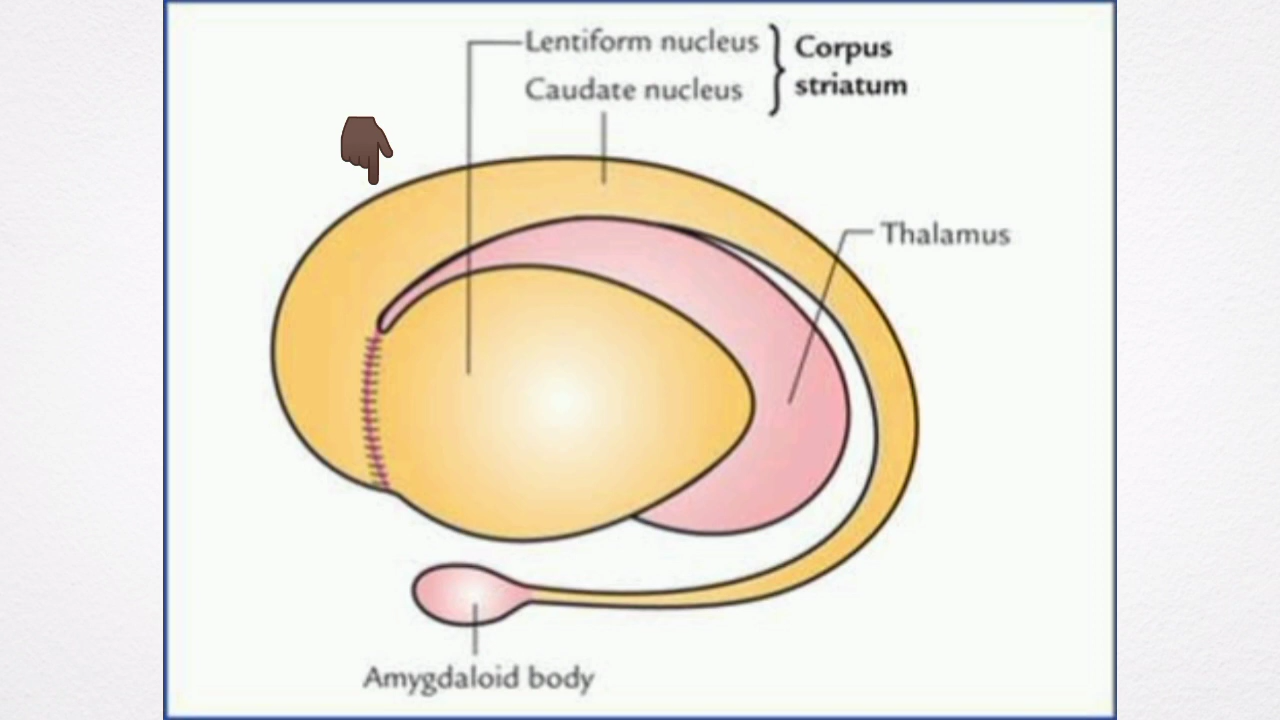 Lentiform nucleus
Caudate nucleus
Corpus
striatum
Thalamus
Amygdaloid body